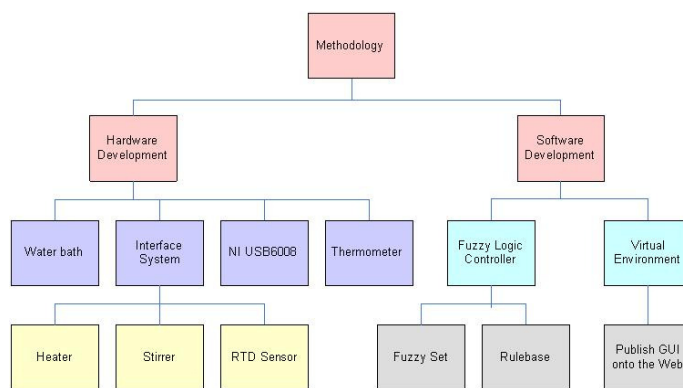 Methodology
Hardware
Development
Software
Development
Water bath
Interface
System
NI USB6008
Thermometer
Fuzzy Logic
Controller
Virtual
Environment
Heater
Stirrer
RTD Sensor
Fuzzy Set
Rulebase
Publish GUI
onto the Web